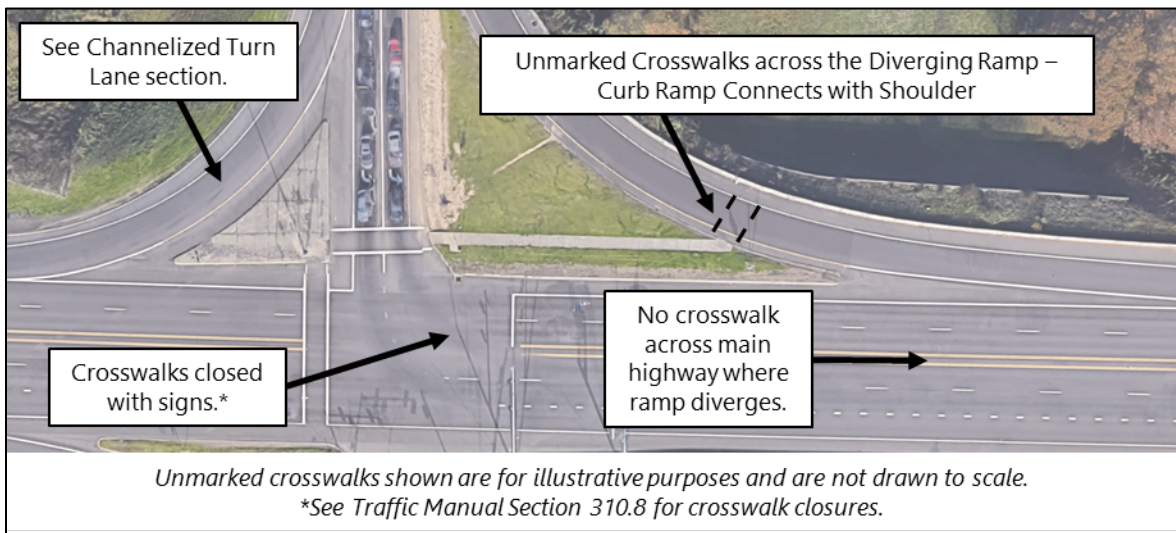 See Channelized Turn
Lane section.
Unmarked Crosswalks across the Diverging Ramp –
Curb Ramp Connects with Shoulder
Crosswalks closed
with signs.*
No crosswalk
across main
highway where
ramp diverges.
Unmarked crosswalks shown are for illustrative purposes and are not drawn to scale.
*See Traffic Manual Section 310.8 for crosswalk closures.